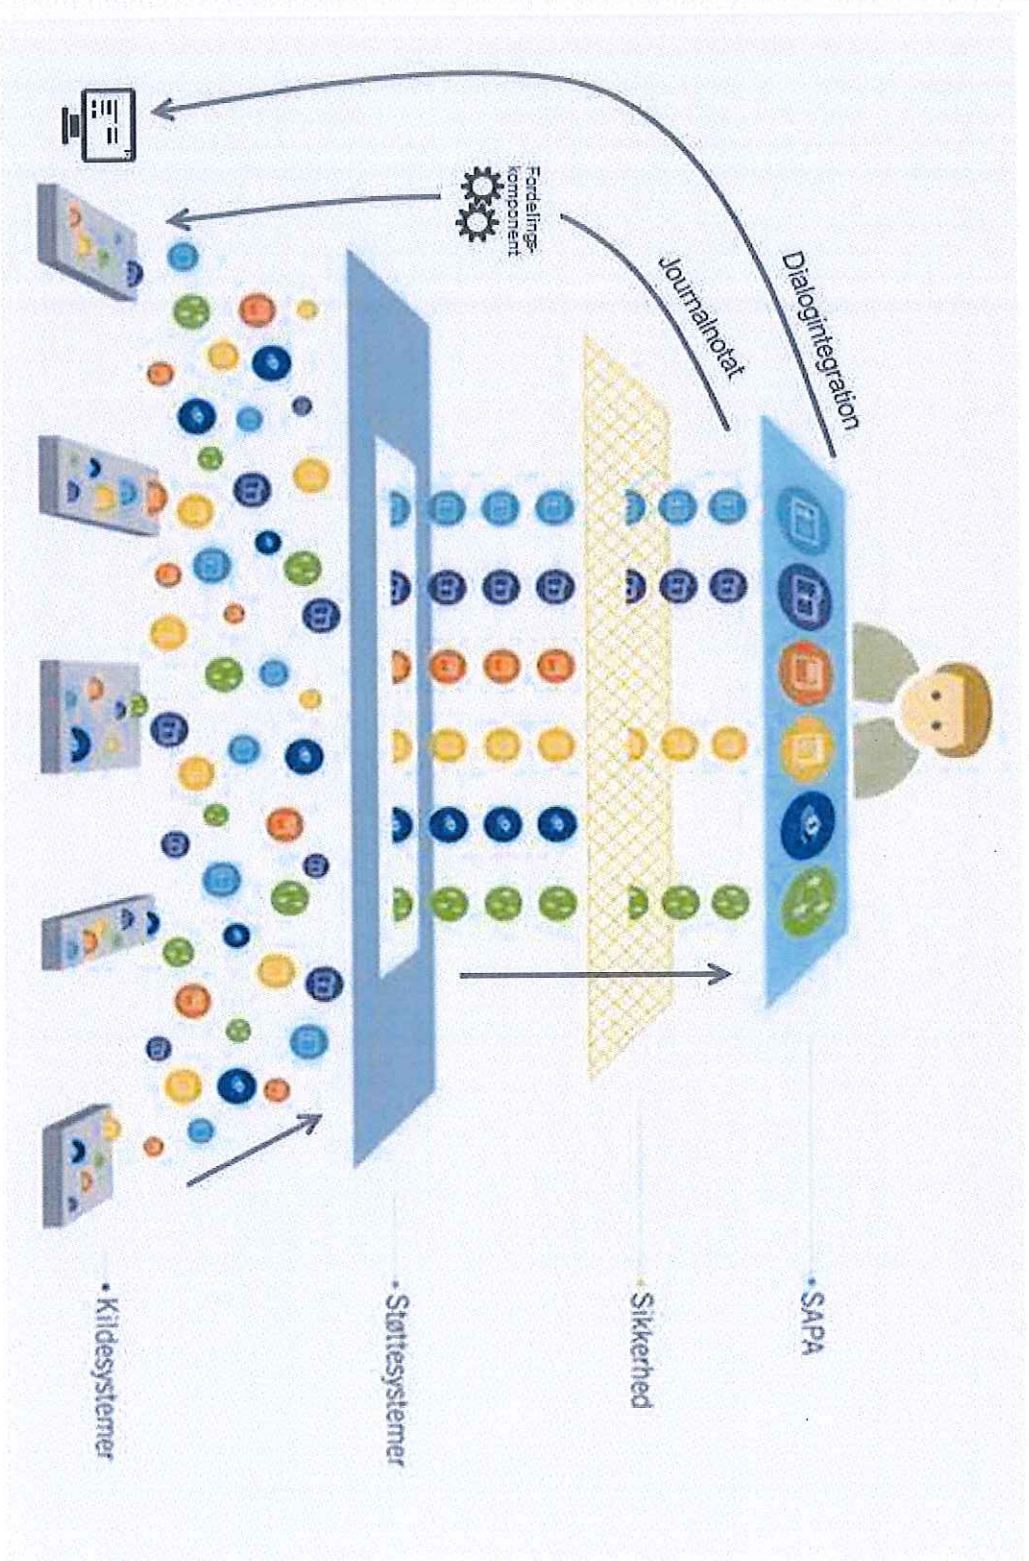 Dialogintegration
Journalnotat
Fordelings-
komponent
• SAPA
• Sikkerhed
• Støttesystemer
• Kildesystemer